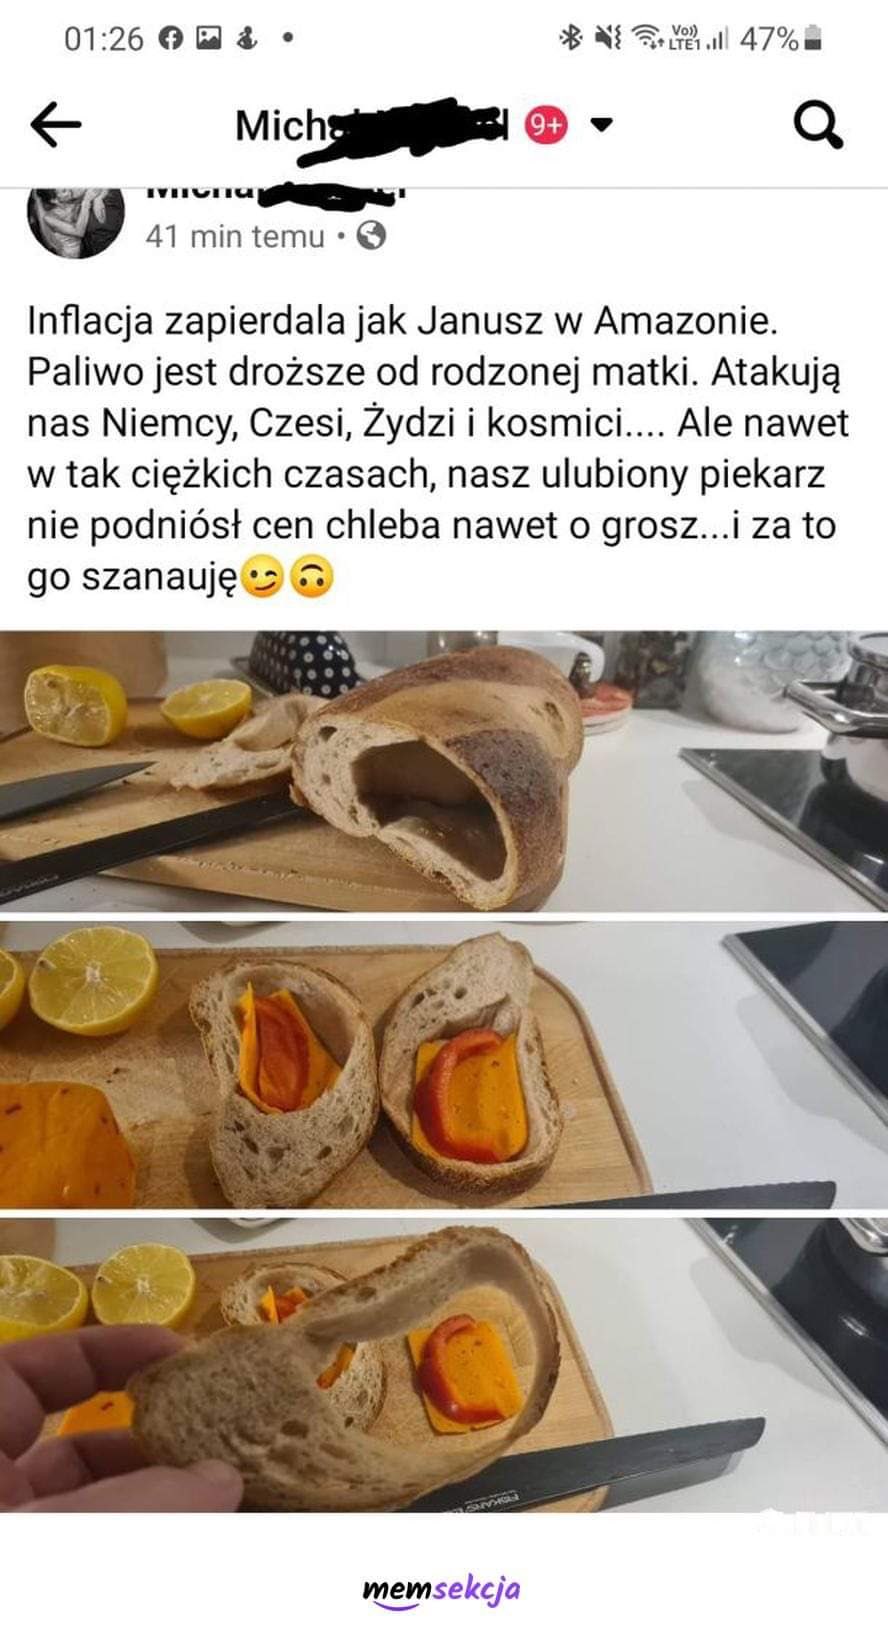 01:26
Vo)) LTE1 47%
Mich 9+
41 min temu •
Inflacja zapierdala jak Janusz w Amazonie.
Paliwo jest droższe od rodzonej matki. Atakują
nas Niemcy, Czesi, Żydzi i kosmici.... Ale nawet
w tak ciężkich czasach, nasz ulubiony piekarz
nie podniósł cen chleba nawet o grosz...i za to
go szanauję😉🙃
FISKARS
memsekcja